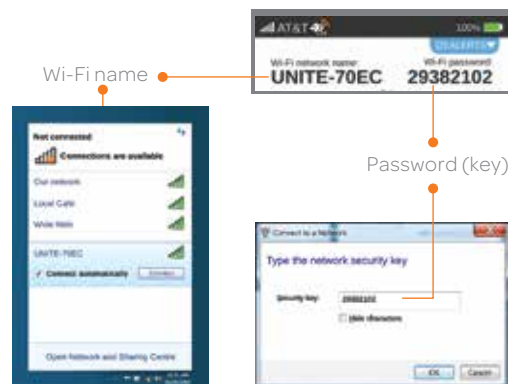 AT&T 4G 100%
ALERTS
Wi-Fi network name: Wi-Fi password:
UNITE-70EC 29382102
Wi-Fi name
Password (key)
Not connected
Connections are available
Our network
Local Cafe
White Nets
UNITE-70EC
Connect automatically Connect
Open Network and Sharing Centre
Connect to a Network
Type the network security key
Security key: 29382102
Hide characters
OK Cancel